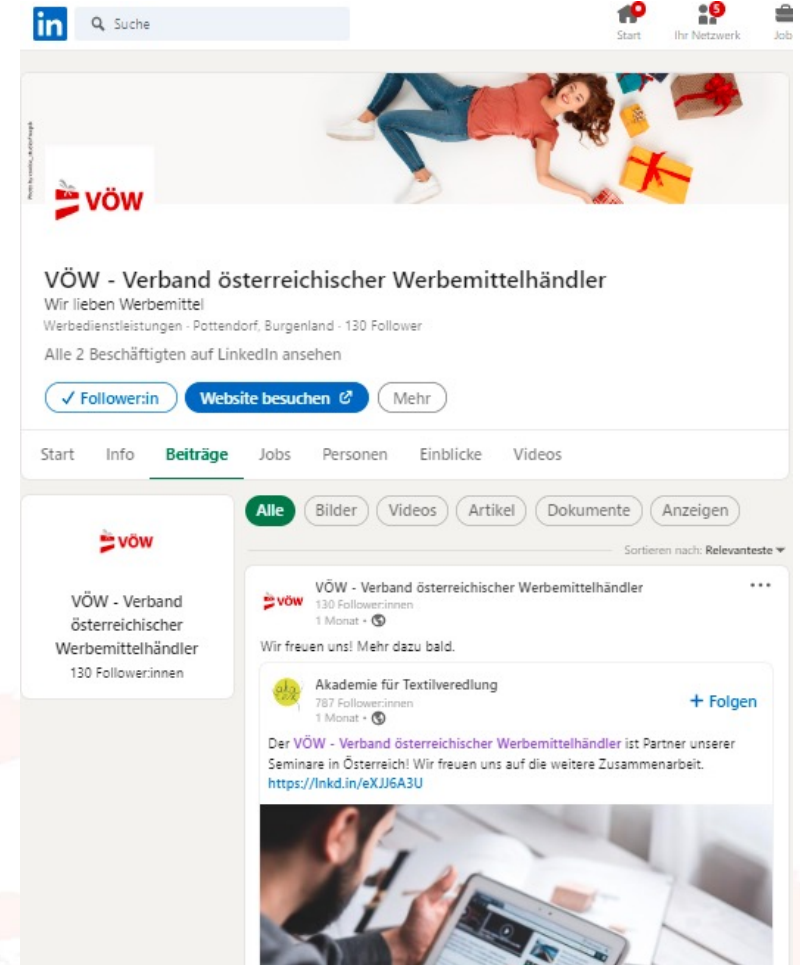 in
Suche
5
Start
Ihr Netzwerk
Job
VÖW
VÖW - Verband österreichischer Werbemittelhändler
Wir lieben Werbemittel
Werbedienstleistungen · Pottendorf, Burgenland · 130 Follower
Alle 2 Beschäftigten auf LinkedIn ansehen
✓ Follower:in
Website besuchen
Mehr
Start Info Beiträge Jobs Personen Einblicke Videos
VÖW
VÖW - Verband
österreichischer
Werbemittelhändler
130 Follower:innen
Alle Bilder Videos Artikel Dokumente Anzeigen
Sortieren nach: Relevanteste
VÖW
VÖW - Verband österreichischer Werbemittelhändler
130 Follower:innen
1 Monat •
Wir freuen uns! Mehr dazu bald.
Akademie für Textilveredlung
787 Follower:innen
1 Monat •
+ Folgen
Der VÖW - Verband österreichischer Werbemittelhändler ist Partner unserer
Seminare in Österreich! Wir freuen uns auf die weitere Zusammenarbeit.
https://lnkd.in/eXJJ6A3U